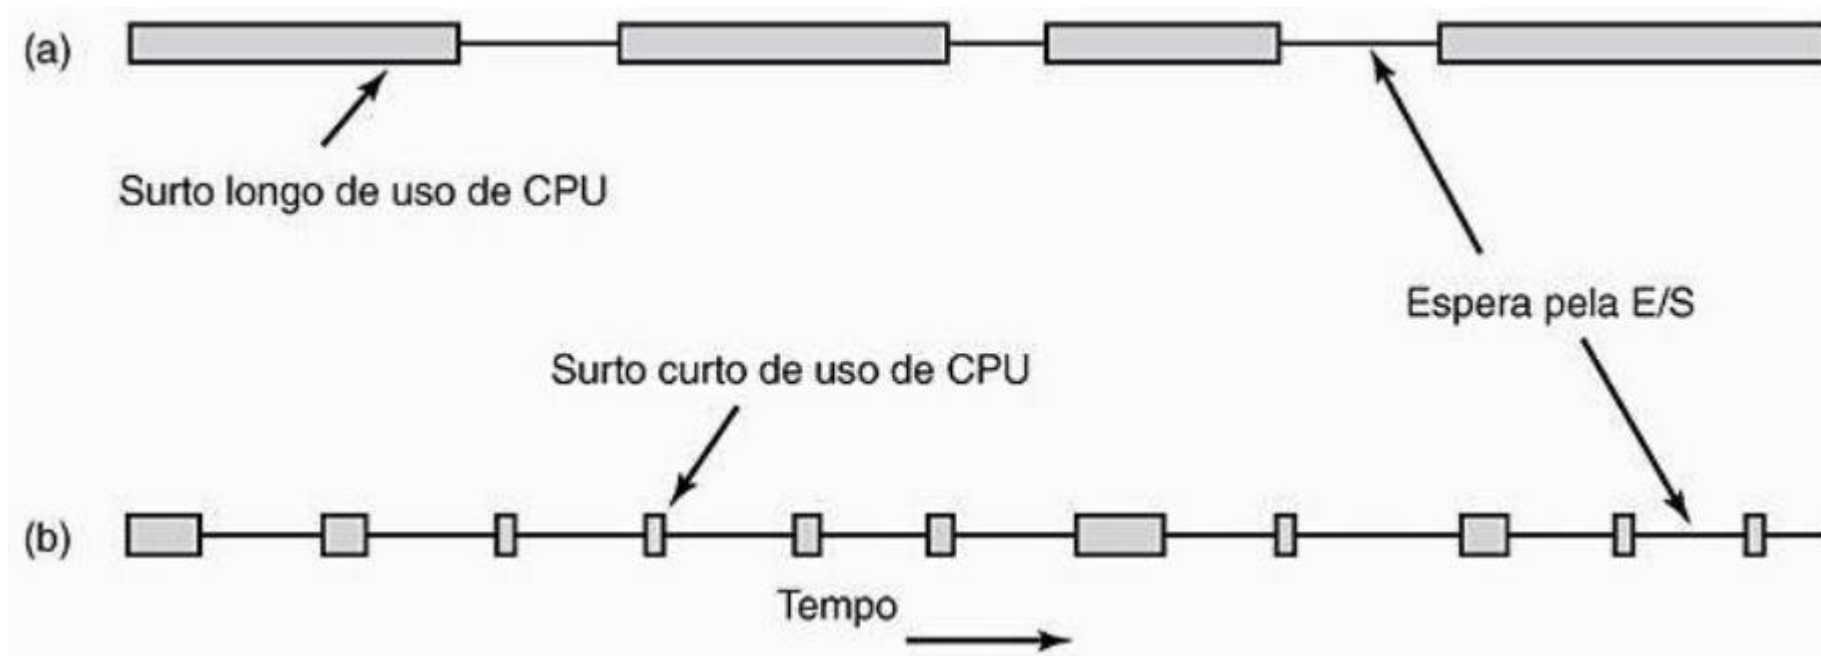 (a)
Surto longo de uso de CPU
Espera pela E/S
Surto curto de uso de CPU
(b)
Tempo